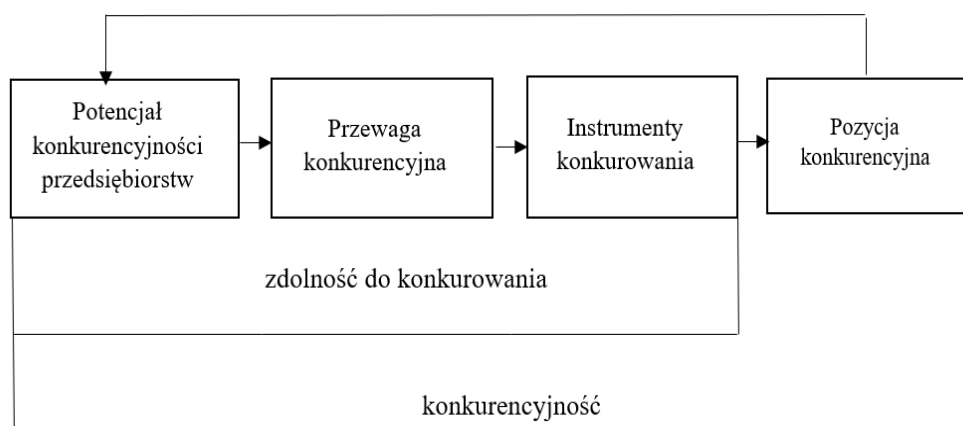 Potencjał
konkurencyjności
przedsiębiorstw
Przewaga
konkurencyjna
Instrumenty
konkurowania
Pozycja
konkurencyjna
zdolność do konkurowania
konkurencyjność